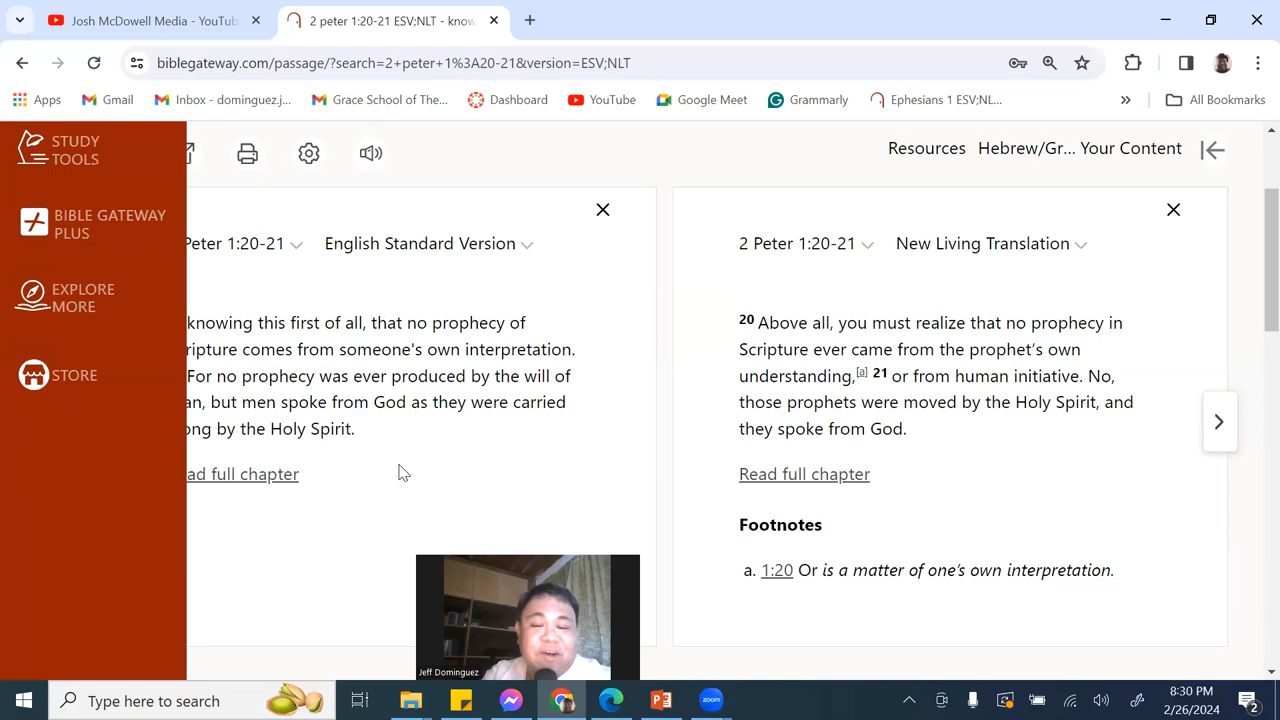 Josh McDowell Media - YouTub
2 peter 1:20-21 ESV;NLT - know
biblegateway.com/passage/?search=2+peter+1%3A20-21&version=ESV;NLT
Apps
Gmail
Inbox - dominguez.j...
Grace School of The...
Dashboard
YouTube
Google Meet
Grammarly
Ephesians 1 ESV;NL...
»
All Bookmarks
STUDY
TOOLS
BIBLE GATEWAY
PLUS
EXPLORE
MORE
STORE
Resources
Hebrew/Gr...
Your Content
Peter 1:20-21
English Standard Version
knowing this first of all, that no prophecy of
ripture comes from someone's own interpretation.
For no prophecy was ever produced by the will of
an, but men spoke from God as they were carried
ong by the Holy Spirit.
ad full chapter
2 Peter 1:20-21
New Living Translation
20 Above all, you must realize that no prophecy in
Scripture ever came from the prophet's own
understanding,[a] 21 or from human initiative. No,
those prophets were moved by the Holy Spirit, and
they spoke from God.
Read full chapter
Footnotes
a. 1:20 Or is a matter of one's own interpretation.
Jeff Dominguez
Type here to search
zoom
8:30 PM
2/26/2024
2